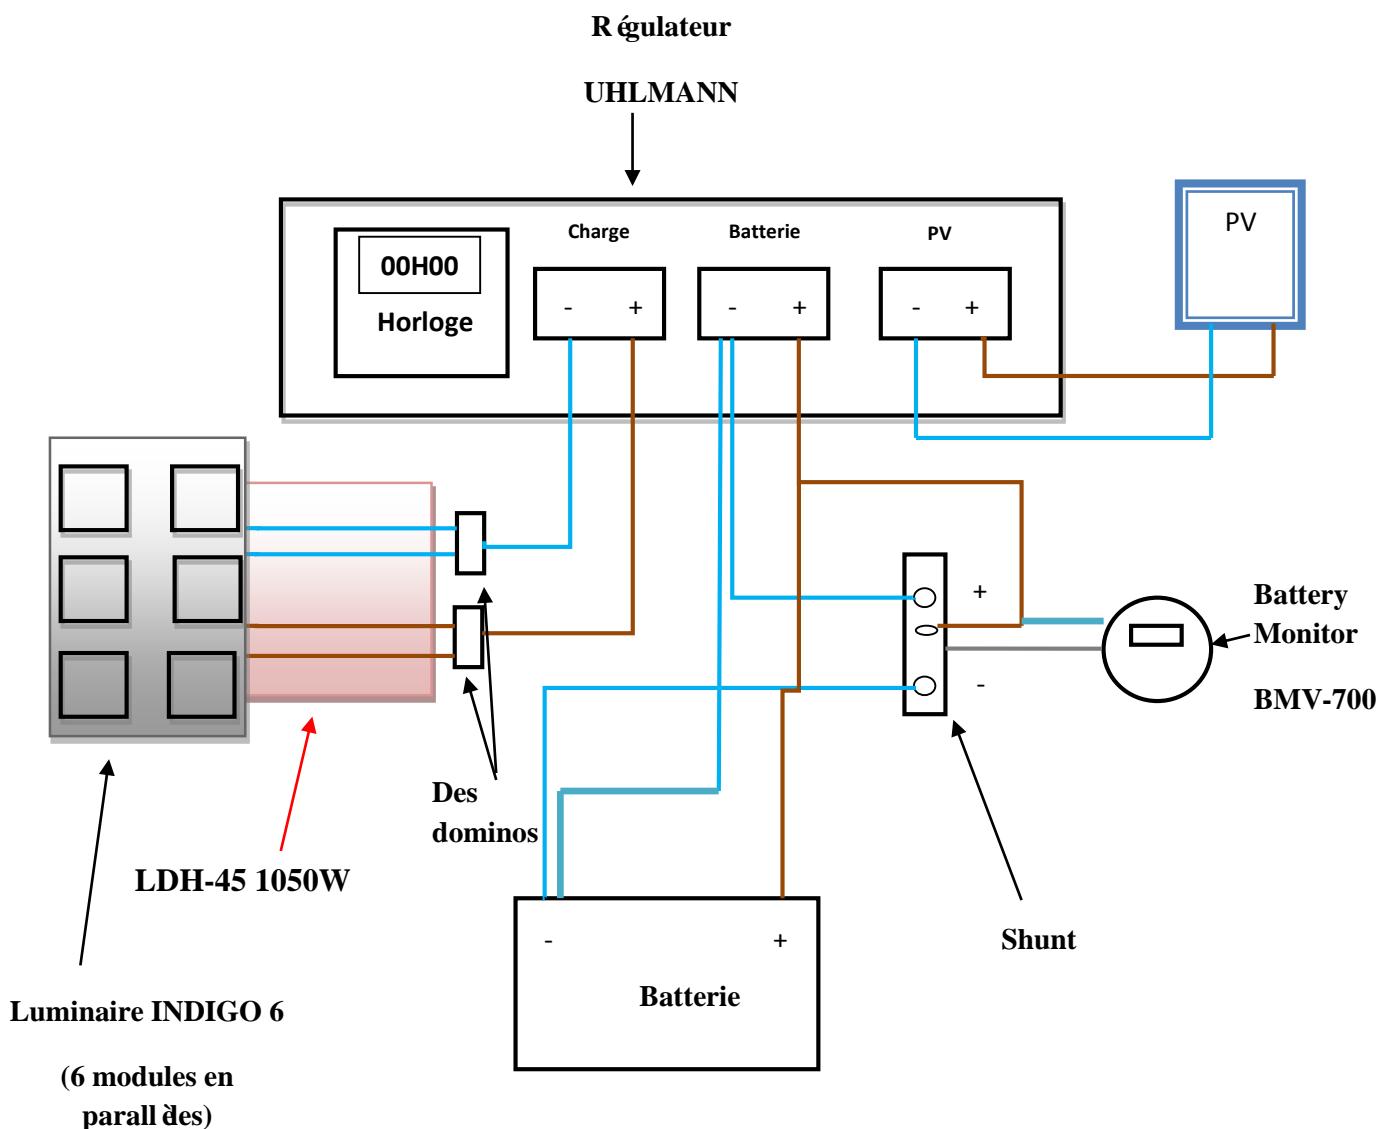 Régulateur
UHLMANN
Charge
Batterie
PV
PV
00H00
Horloge
- +
- +
- +
+
-
Battery
Monitor
BMV-700
Des
dominos
LDH-45 1050W
Shunt
- +
Batterie
Luminaire INDIGO 6
(6 modules en
parallèles)